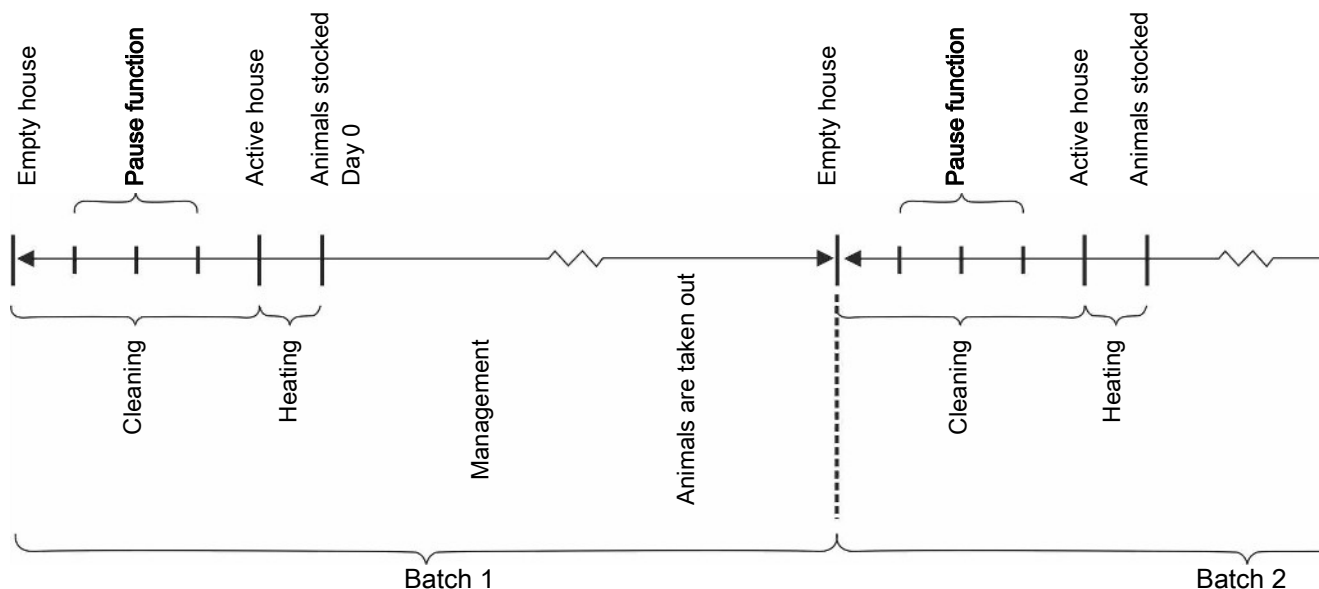 Empty house
Pause function
Active house
Animals stocked
Day 0
Empty house
Pause function
Active house
Animals stocked
Cleaning
Heating
Management
Animals are taken out
Cleaning
Heating
Batch 1
Batch 2